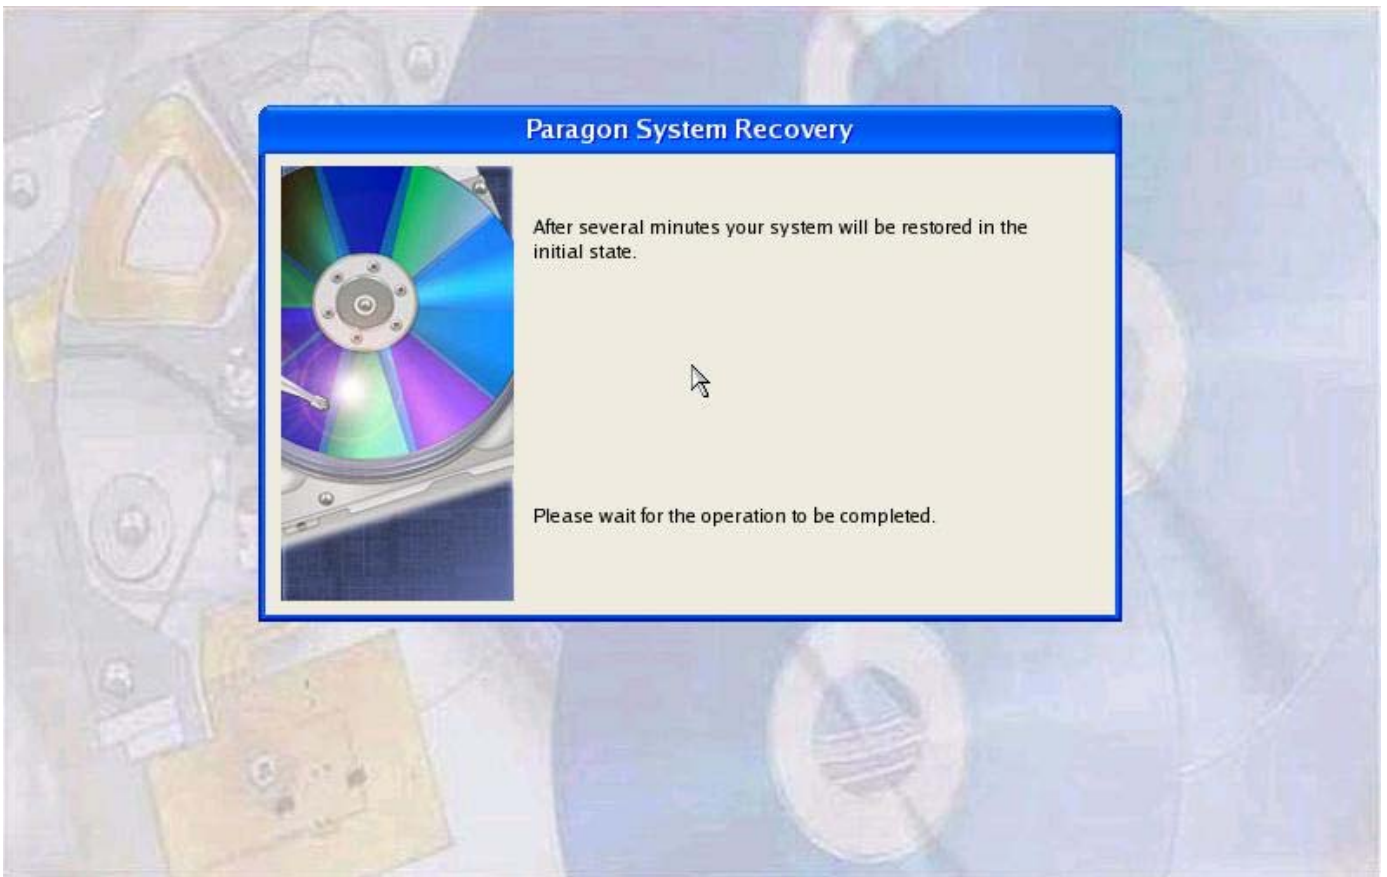 Paragon System Recovery
After several minutes your system will be restored in the
initial state.
Please wait for the operation to be completed.